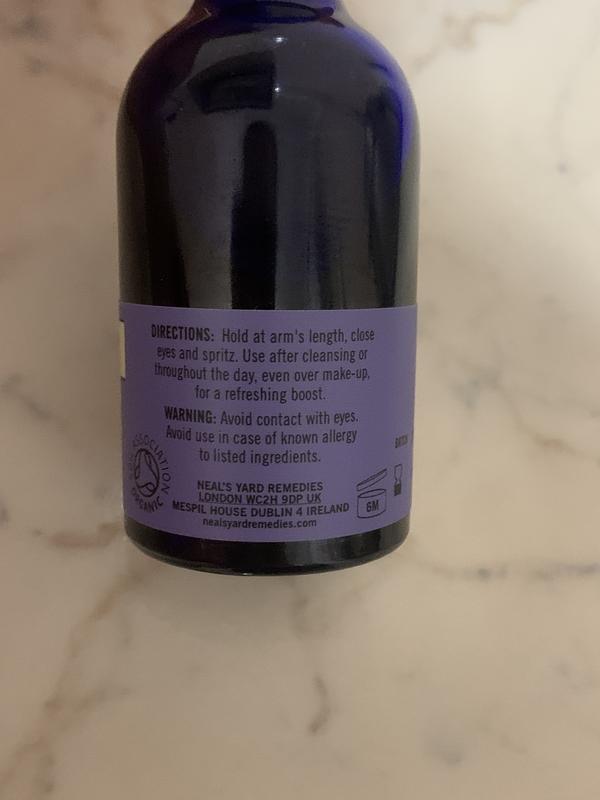 DIRECTIONS: Hold at arm's length, close
eyes and spritz. Use after cleansing or
throughout the day, even over make-up,
for a refreshing boost.
WARNING: Avoid contact with eyes.
Avoid use in case of known allergy
to listed ingredients.
ASSOCIATION
ORGANIC
NEAL'S YARD REMEDIES
LONDON WC2H 9DP UK
MESPIL HOUSE DUBLIN 4 IRELAND
nealsyardremedies.com
6M